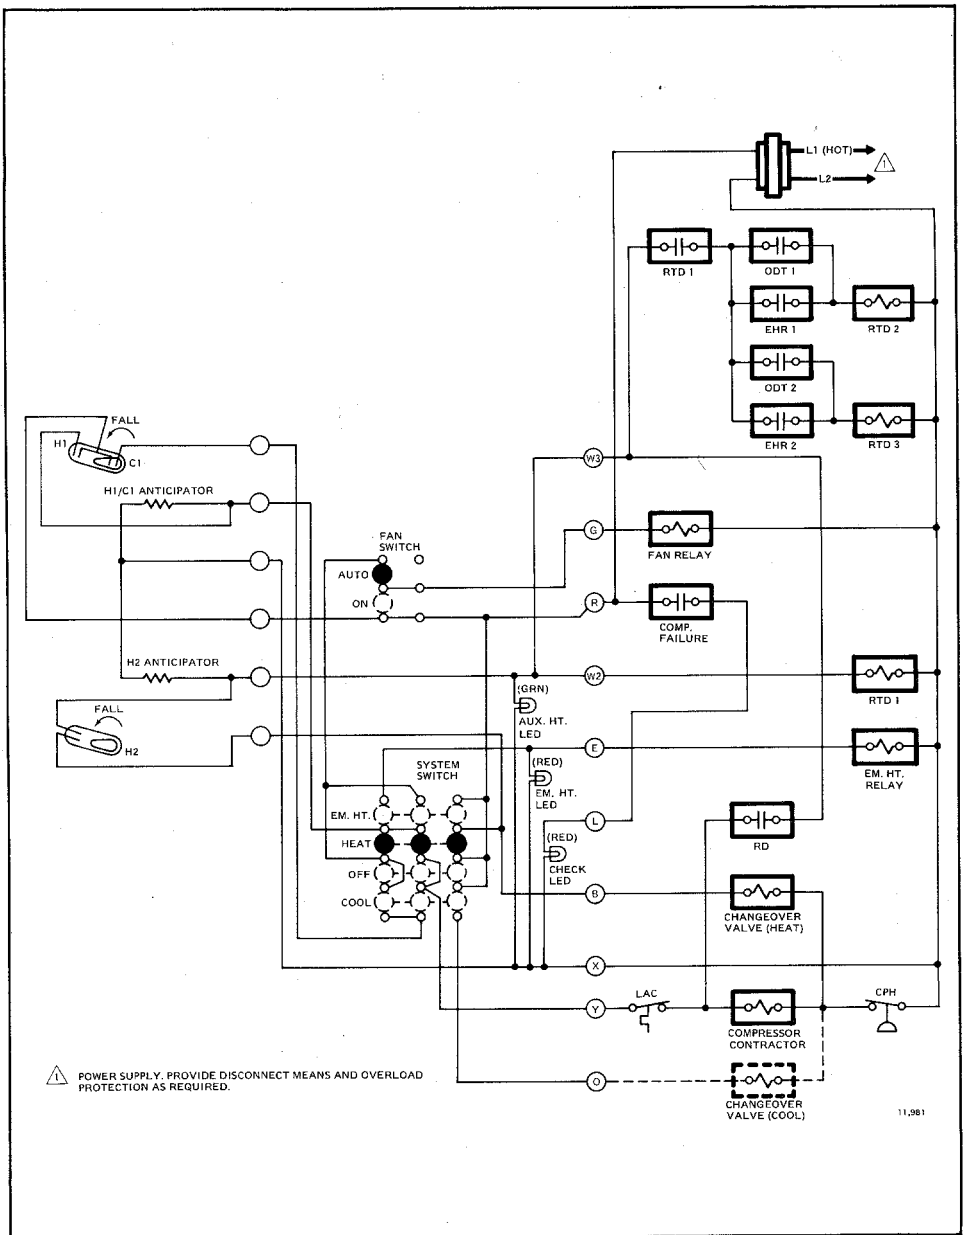 L1 (HOT)
1
L2
RTD 1
ODT 1
EHR 1
RTD 2
ODT 2
EHR 2
RTD 3
FALL
H1
C1
H1/C1 ANTICIPATOR
W3
FAN
SWITCH
G
FAN RELAY
AUTO
ON
R
COMP.
FAILURE
H2 ANTICIPATOR
W2
RTD 1
(GRN)
AUX. HT.
LED
FALL
H2
SYSTEM
SWITCH
E
EM. HT.
RELAY
(RED)
EM. HT.
LED
EM. HT.
HEAT
OFF
COOL
L
RD
(RED)
CHECK
LED
B
CHANGEOVER
VALVE (HEAT)
X
Y
LAC
COMPRESSOR
CONTRACTOR
CPH
O
CHANGEOVER
VALVE (COOL)
1 POWER SUPPLY. PROVIDE DISCONNECT MEANS AND OVERLOAD
PROTECTION AS REQUIRED.
11,981